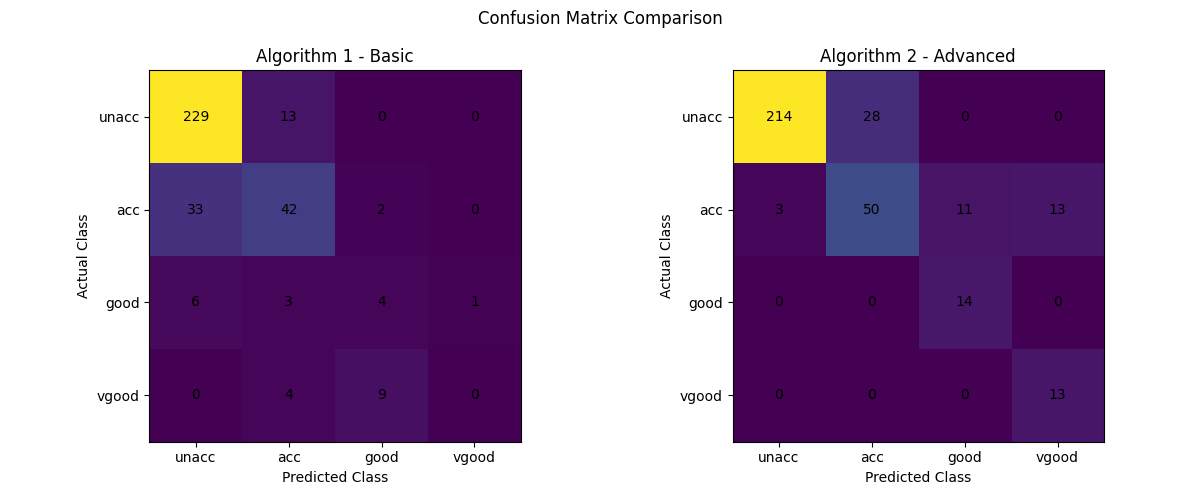 Confusion Matrix Comparison
Algorithm 1 - Basic
Actual Class
unacc 229 13 0 0
acc 33 42 2 0
good 6 3 4 1
vgood 0 4 9 0
unacc acc good vgood
Predicted Class
Algorithm 2 - Advanced
Actual Class
unacc 214 28 0 0
acc 3 50 11 13
good 0 0 14 0
vgood 0 0 0 13
unacc acc good vgood
Predicted Class